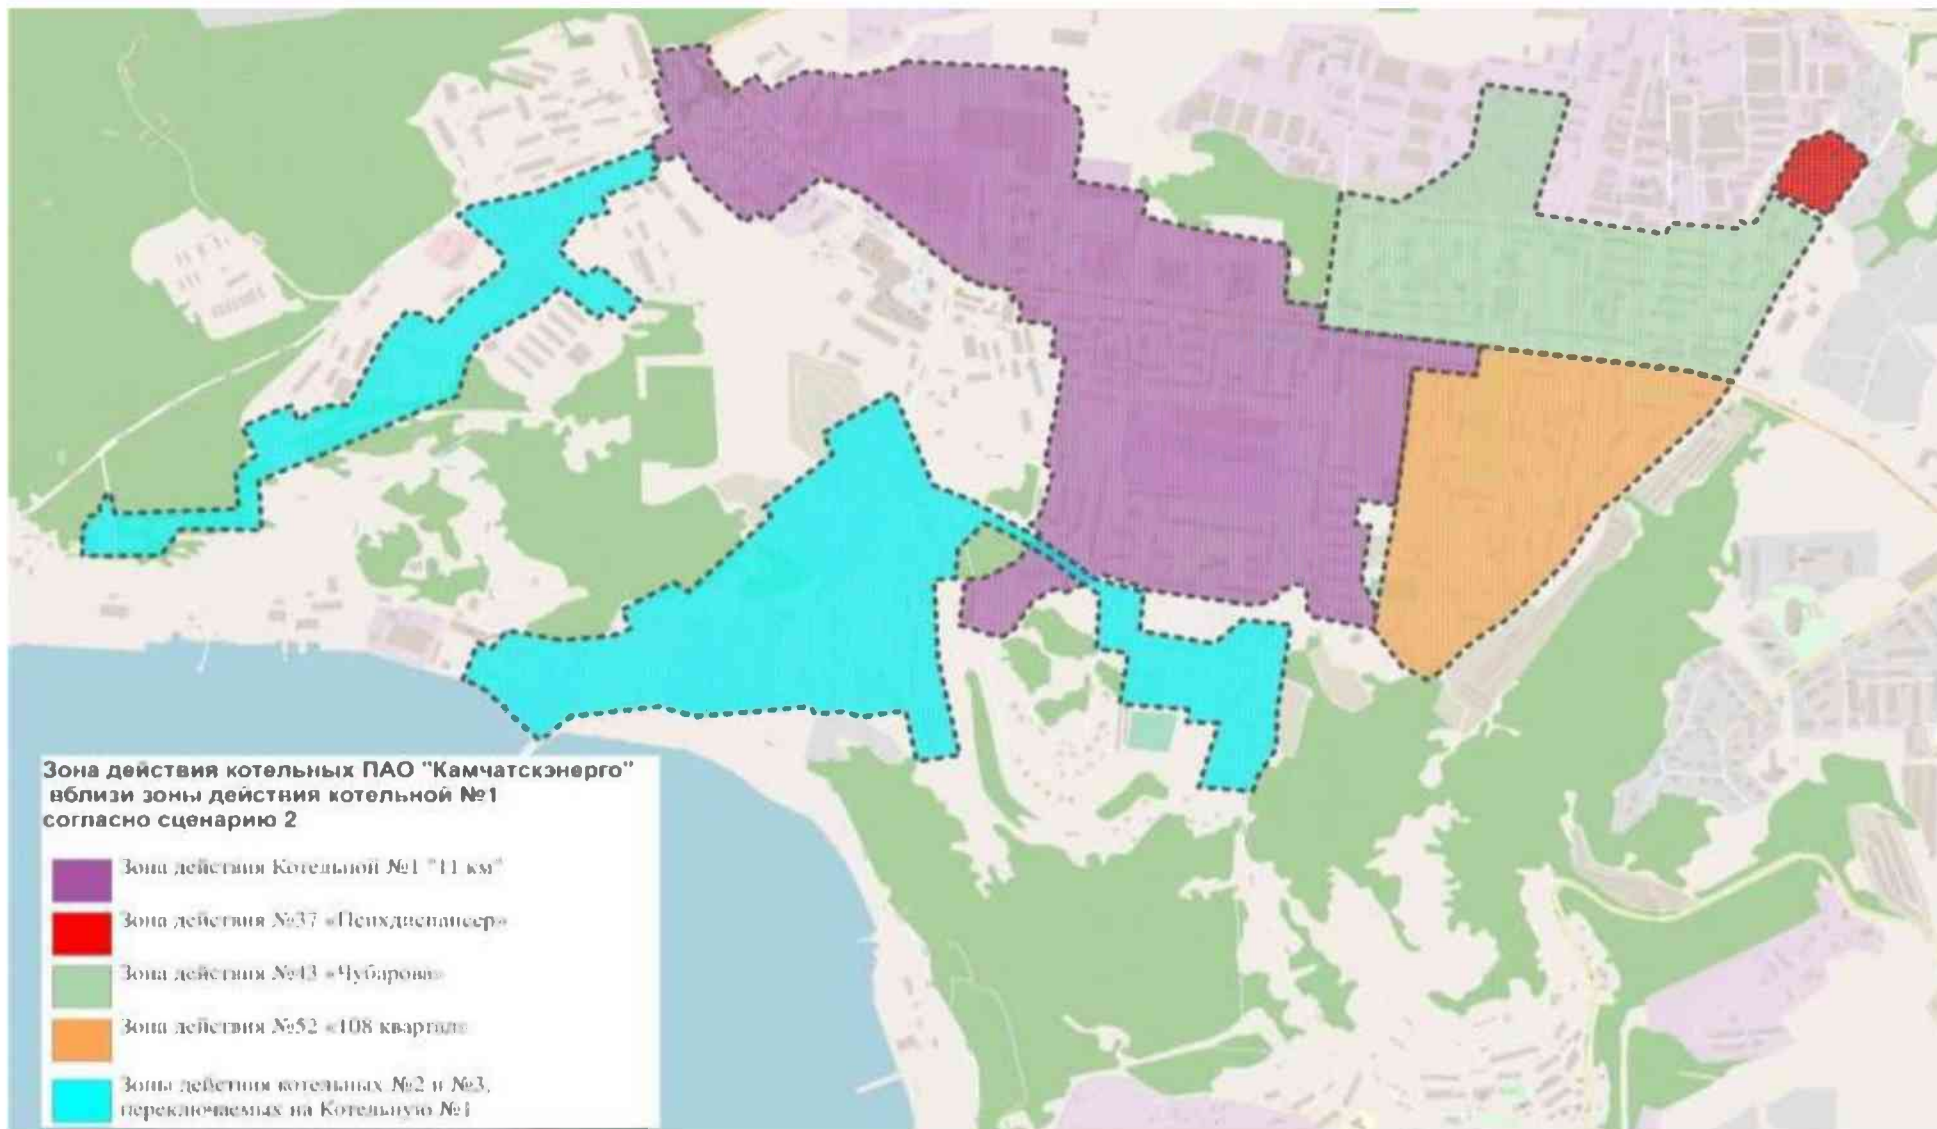 Зона действия котельных ПАО "Камчатскэнерго"
вблизи зоны действия котельной №1
согласно сценарию 2
Зона действия Котельной №1 "11 км"
Зона действия №37 «Психдиспансер»
Зона действия №43 «Чубарова»
Зона действия №52 «108 квартал»
Зоны действия котельных №2 и №3,
переключаемых на Котельную №1